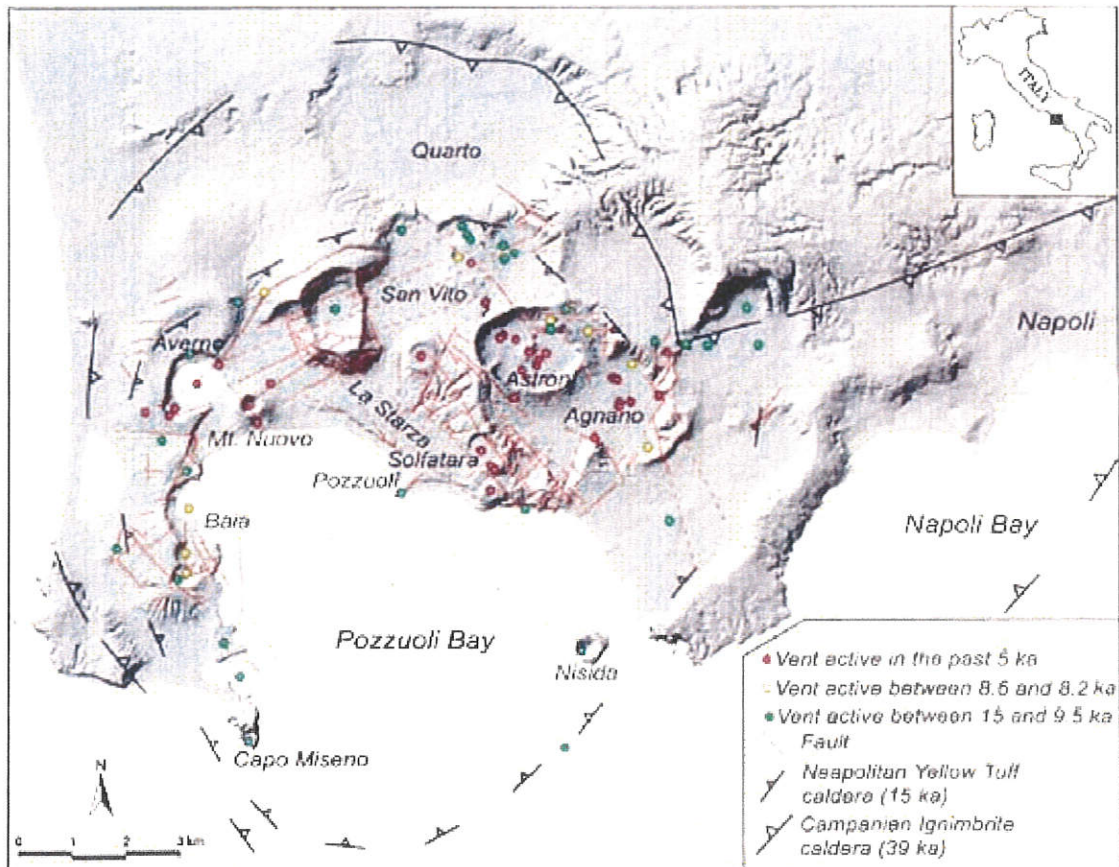 ITALY
Quarto
San Vito
Napoli
Averno
Astroni
Agnano
La Starza
Mt. Nuovo
Solfatara
Pozzuoli
Baia
Napoli Bay
Pozzuoli Bay
Nisida
Capo Miseno
N
0 1 2 3 km
Vent active in the past 5 ka
Vent active between 8.6 and 8.2 ka
Vent active between 15 and 9.5 ka
Fault
Neapolitan Yellow Tuff
caldera (15 ka)
Campanian Ignimbrite
caldera (39 ka)